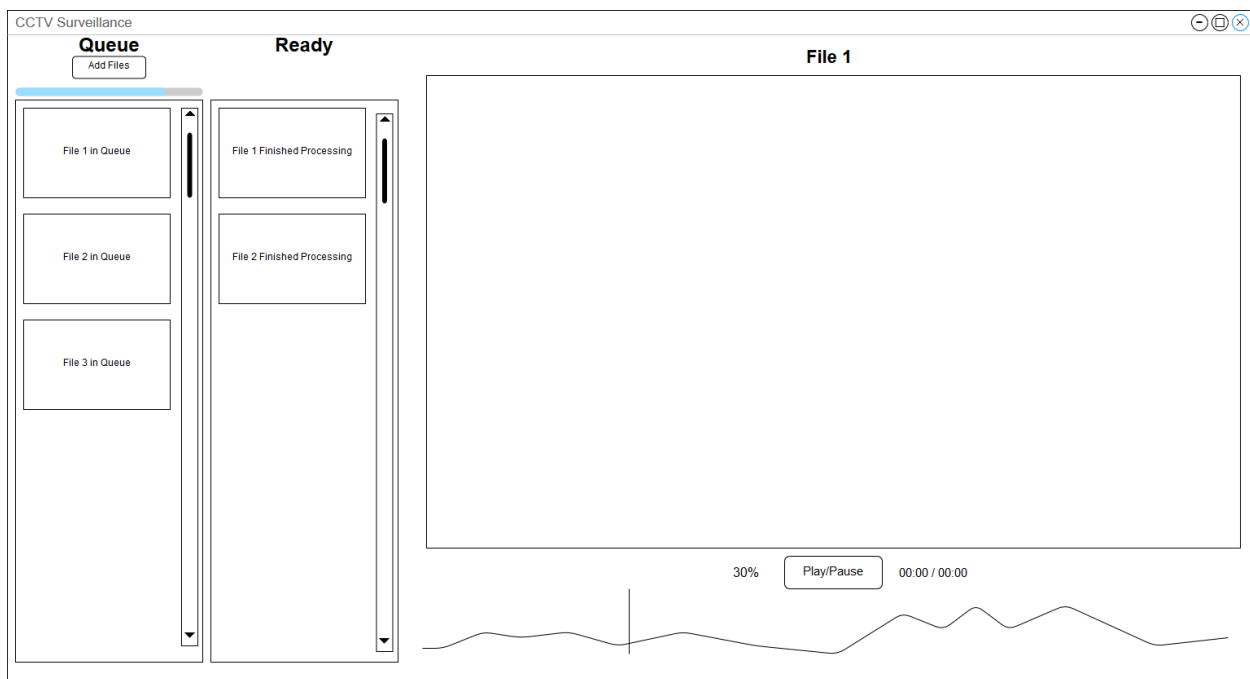 CCTV Surveillance
Queue
Ready
Add Files
File 1
File 1 in Queue
File 1 Finished Processing
File 2 in Queue
File 2 Finished Processing
File 3 in Queue
30%
Play/Pause
00:00 / 00:00